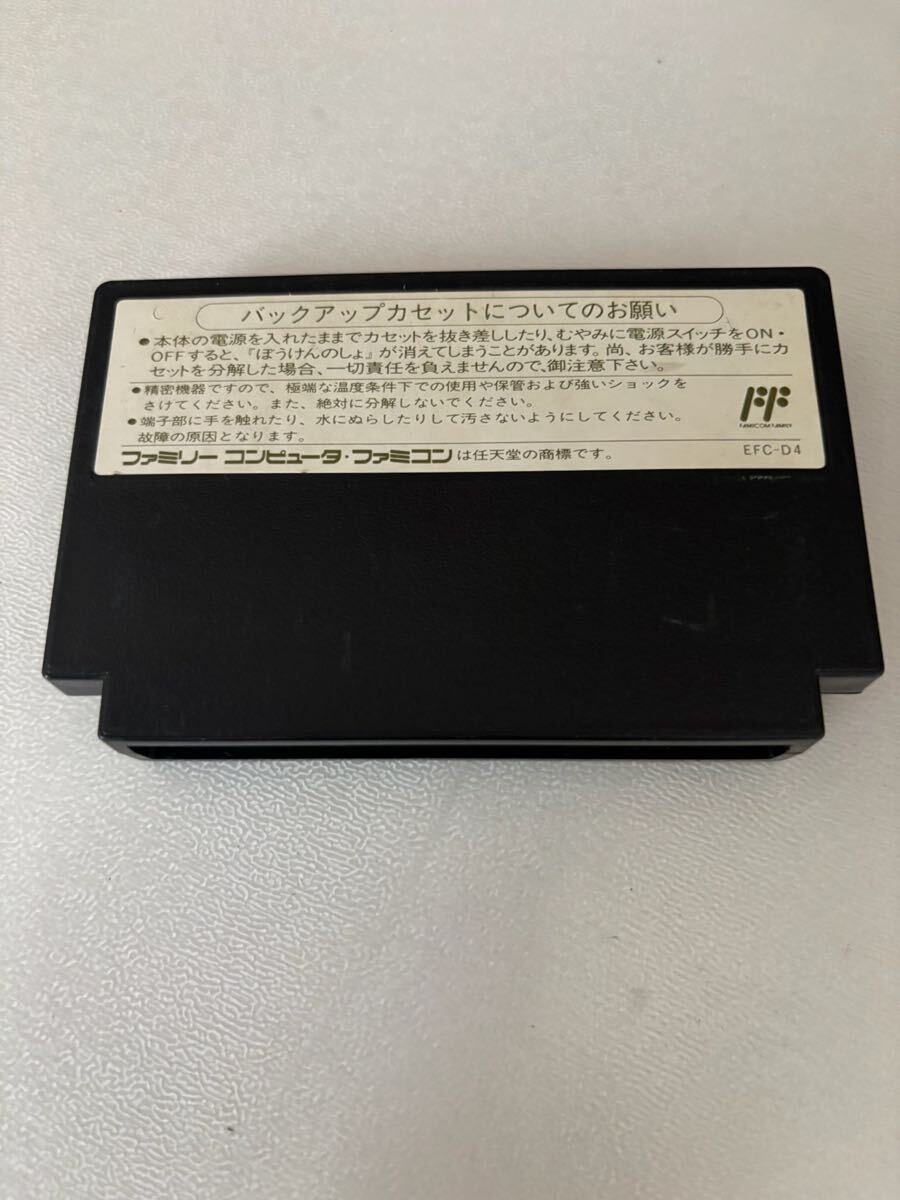 バックアップカセットについてのお願い
●本体の電源を入れたままでカセットを抜き差ししたり、むやみに電源スイッチをON・
OFFすると、『ぼうけんのしょ』が消えてしまうことがあります。尚、お客様が勝手にカ
セットを分解した場合、一切責任を負えませんので、御注意下さい。
●精密機器ですので、極端な温度条件下での使用や保管および強いショックを
さけてください。また、絶対に分解しないでください。
●端子部に手を触れたり、水にぬらしたりして汚さないようにしてください。
故障の原因となります。
FF
FAMICOM FAMILY
ファミリー コンピュータ・ファミコンは任天堂の商標です。
EFC-D4